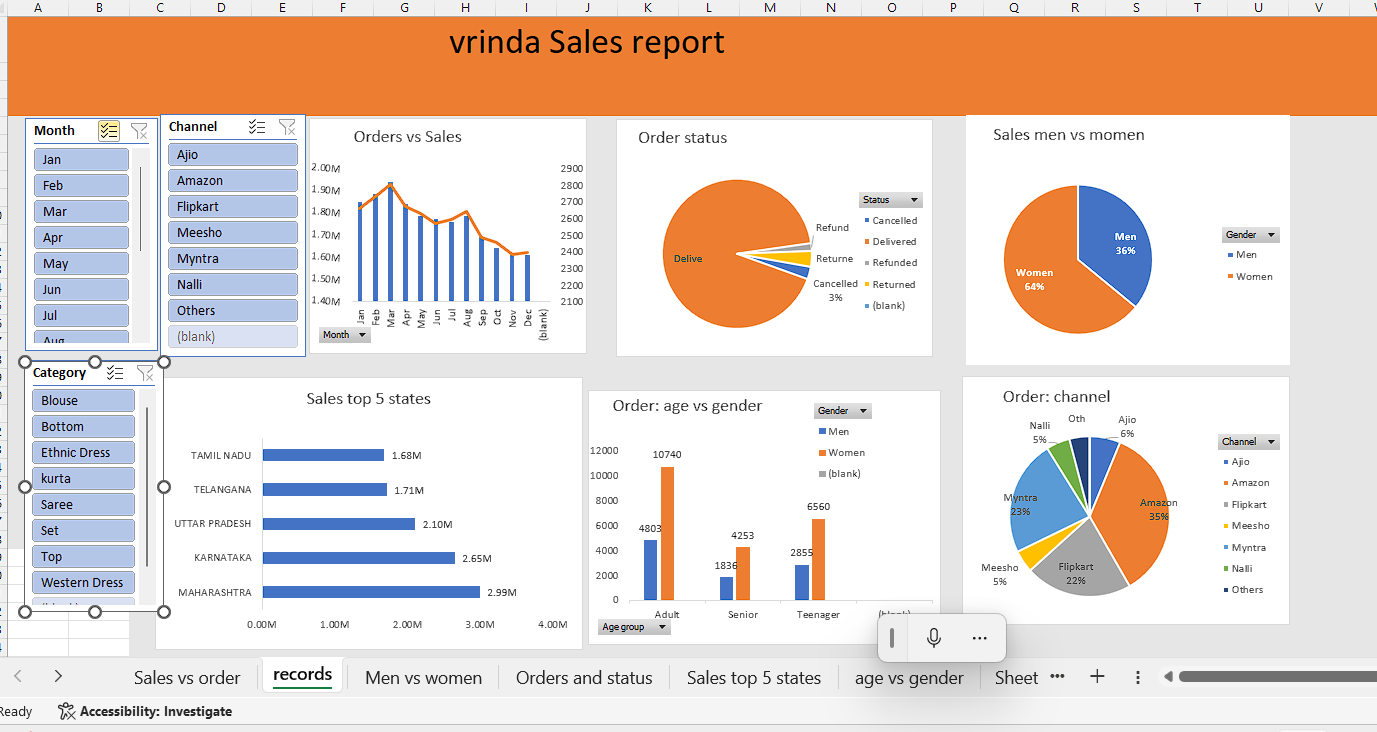 A B C D E F G H I J K L M N O P Q R S T U V
vrinda Sales report
Month
Jan
Feb
Mar
Apr
May
Jun
Jul
Aug
Channel
Ajio
Amazon
Flipkart
Meesho
Myntra
Nalli
Others
(blank)
Orders vs Sales
2.00M
1.90M
1.80M
1.70M
1.60M
1.50M
1.40M
2900
2800
2700
2600
2500
2400
2300
2200
2100
Jan Feb Mar Apr May Jun Jul Aug Sep Oct Nov Dec (blank)
Month
Order status
Delive
Refund
Returne
Cancelled
3%
Status
Cancelled
Delivered
Refunded
Returned
(blank)
Sales men vs momen
Men
36%
Women
64%
Gender
Men
Women
Category
Blouse
Bottom
Ethnic Dress
kurta
Saree
Set
Top
Western Dress
Sales top 5 states
TAMIL NADU 1.68M
TELANGANA 1.71M
UTTAR PRADESH 2.10M
KARNATAKA 2.65M
MAHARASHTRA 2.99M
0.00M 1.00M 2.00M 3.00M 4.00M
Order: age vs gender
Gender
Men
Women
(blank)
12000
10000
8000
6000
4000
2000
0
4803
10740
1836
4253
2855
6560
Adult Senior Teenager (blank)
Age group
Order: channel
Ajio
6%
Amazon
35%
Flipkart
22%
Meesho
5%
Myntra
23%
Nalli
5%
Oth
Channel
Ajio
Amazon
Flipkart
Meesho
Myntra
Nalli
Others
Sales vs order records Men vs women Orders and status Sales top 5 states age vs gender Sheet
Ready
Accessibility: Investigate